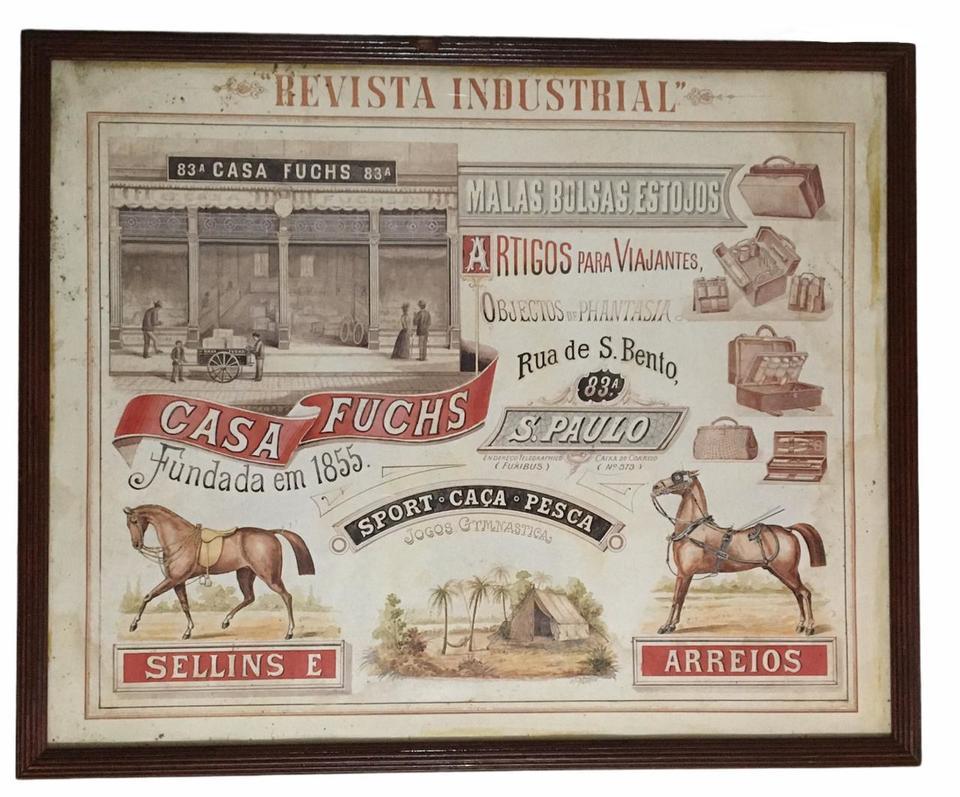 "REVISTA INDUSTRIAL"
83A CASA FUCHS 83A
MALAS, BOLSAS, ESTOJOS
ARTIGOS PARA VIAJANTES,
OBJECTOS DE PHANTASIA
Rua de S. Bento,
83.A
S. PAULO
ENDEREÇO TELEGRAPHICO
(FUXIBUS)
CAIXA DO CORREIO
(Nº 373)
CASA FUCHS
Fundada em 1855.
SPORT · CAÇA · PESCA
JOGOS GYMNASTICA,
SELLINS E
ARREIOS